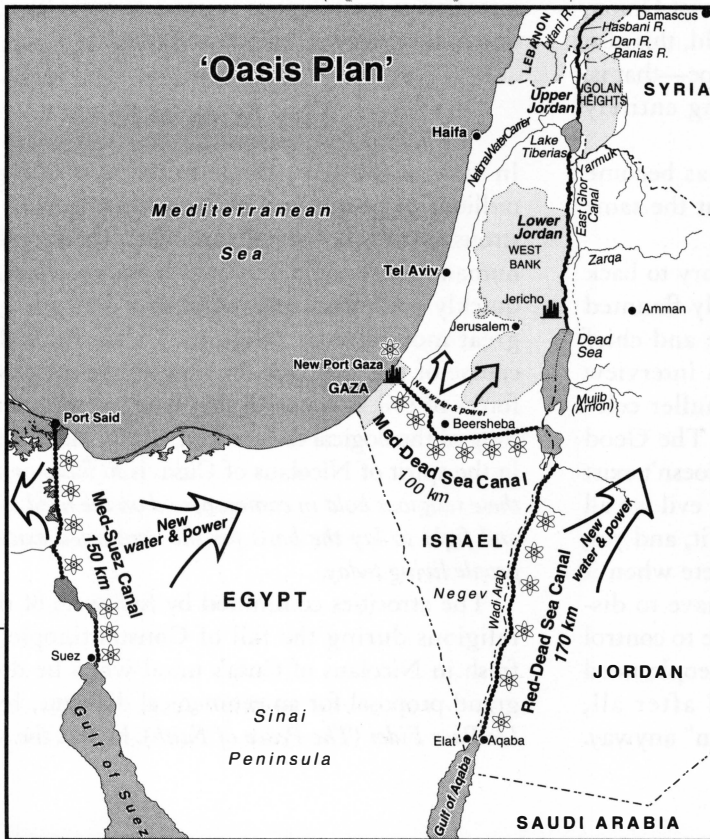 'Oasis Plan'
Damascus
LEBANON
Litani R.
Hasbani R.
Dan R.
Banias R.
SYRIA
GOLAN
HEIGHTS
Upper
Jordan
Haifa
National Water Carrier
Lake
Tiberias
Yarmuk
East Ghor
Canal
Mediterranean
Sea
Lower
Jordan
WEST
BANK
Zarqa
Tel Aviv
Jericho
Amman
Jerusalem
Dead
Sea
New Port Gaza
GAZA
New water & power
Mujib
(Arnon)
Port Said
Beersheba
Med-Dead Sea Canal
100 km
Med-Suez Canal
150 km
New
water & power
New
water & power
ISRAEL
EGYPT
Negev
Wadi Arab
Red-Dead Sea Canal
170 km
Suez
JORDAN
Sinai
Peninsula
Elat
Aqaba
Gulf of Suez
Gulf of Aqaba
SAUDI ARABIA